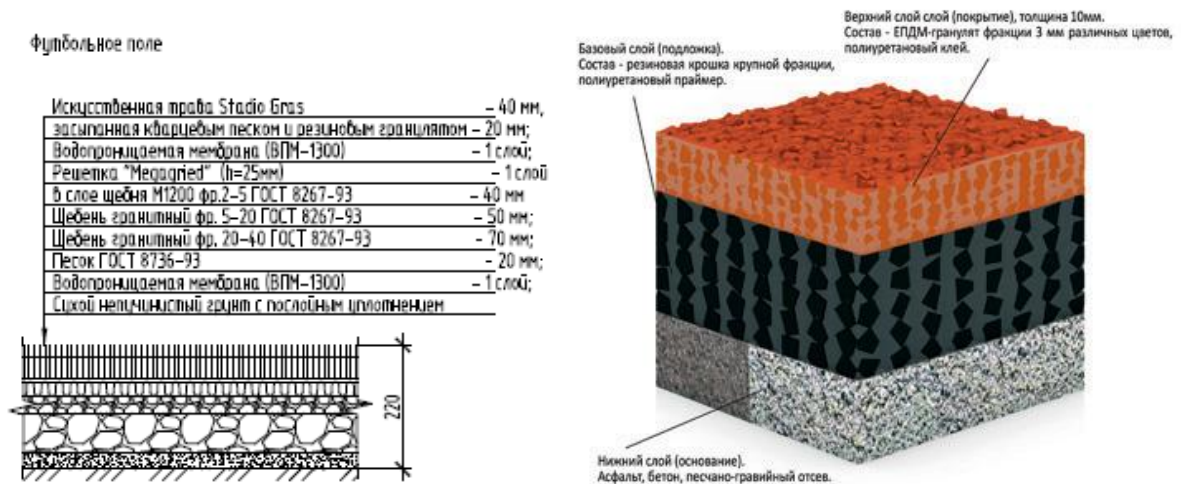 Футбольное поле
Искусственная трава Stadio Gras – 40 мм,
засыпанная кварцевым песком и резиновым гранулятом – 20 мм;
Водопроницаемая мембрана (ВПМ-1300) – 1 слой;
Решетка "Megagried" (h=25мм) – 1 слой
в слое щебня М1200 фр.2-5 ГОСТ 8267-93 – 40 мм
Щебень гранитный фр. 5-20 ГОСТ 8267-93 – 50 мм;
Щебень гранитный фр. 20-40 ГОСТ 8267-93 – 70 мм;
Песок ГОСТ 8736-93 – 20 мм;
Водопроницаемая мембрана (ВПМ-1300) – 1 слой;
Сухой непучинистый грунт с послойным уплотнением
220
Верхний слой слой (покрытие), толщина 10мм.
Состав - ЕПДМ-гранулят фракции 3 мм различных цветов,
полиуретановый клей.
Базовый слой (подложка).
Состав - резиновая крошка крупной фракции,
полиуретановый праймер.
Нижний слой (основание).
Асфальт, бетон, песчано-гравийный отсев.